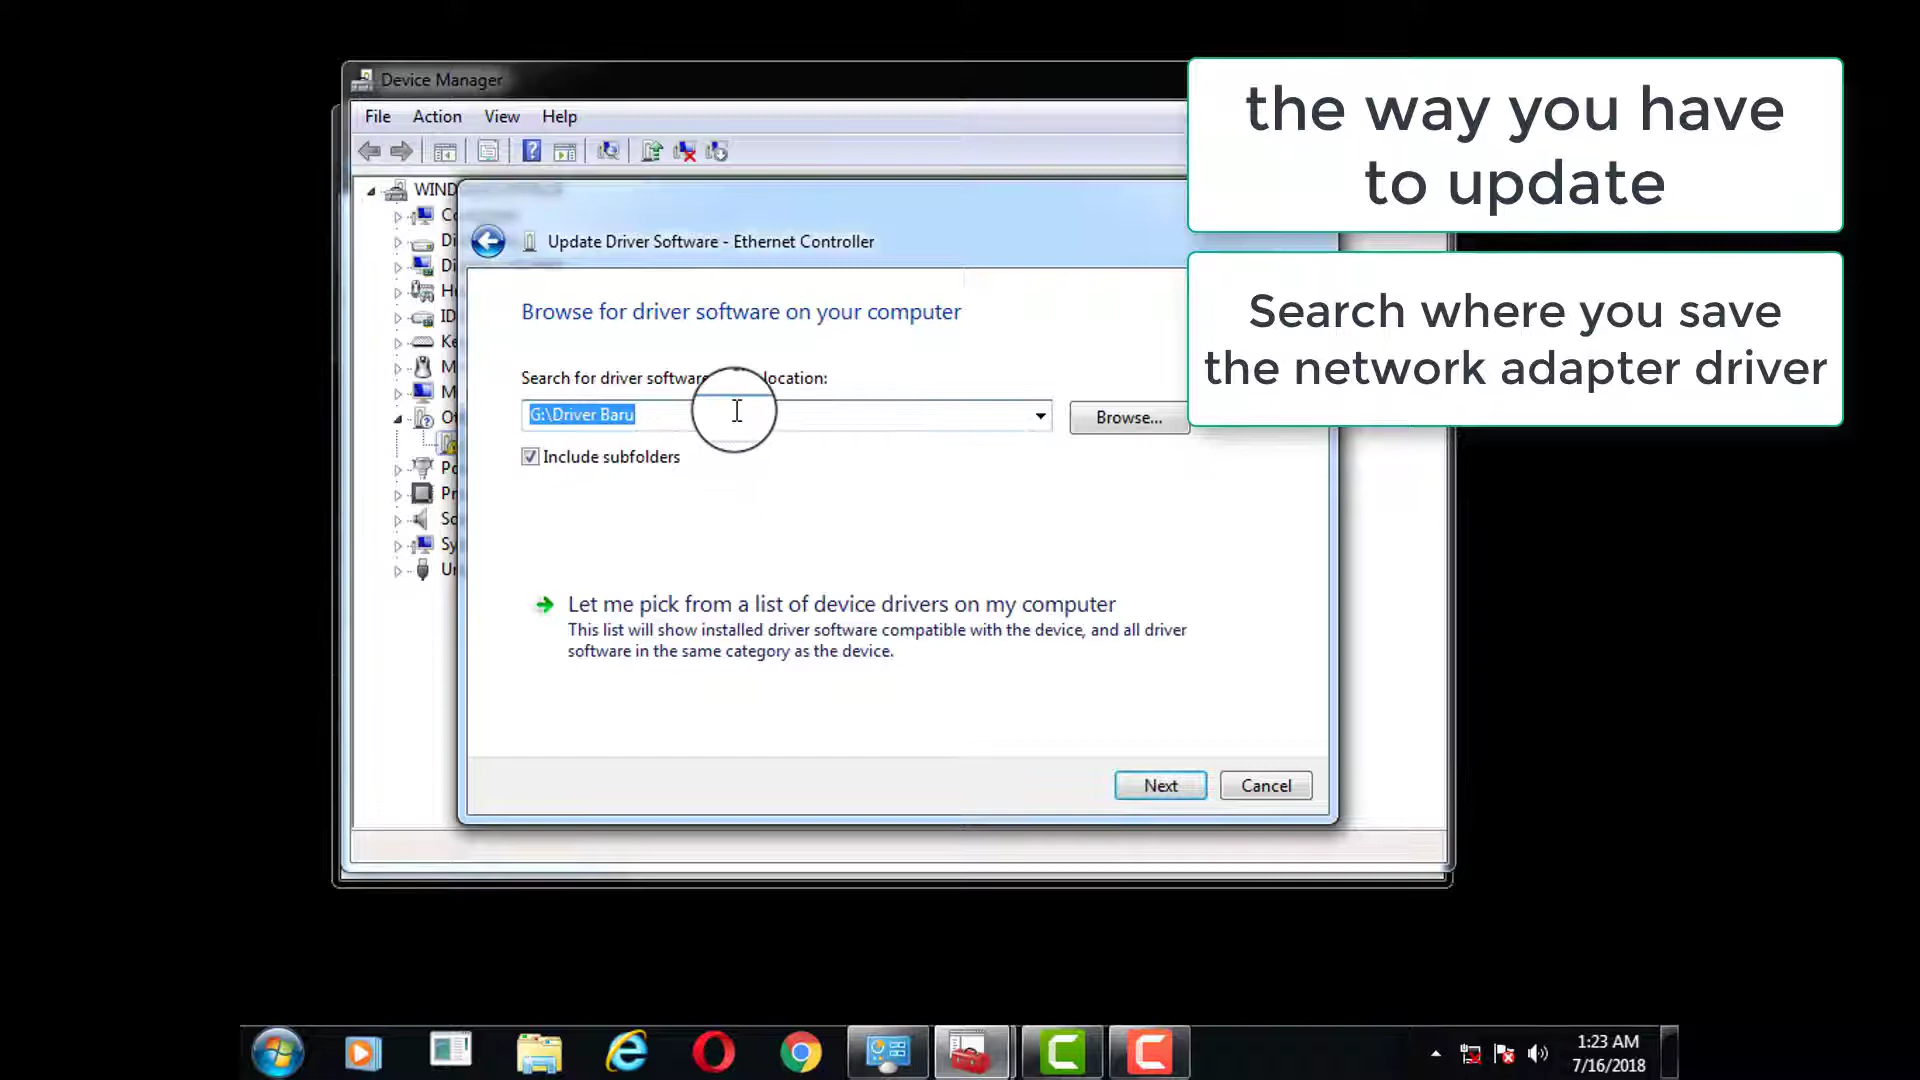 Device Manager
File Action View Help
the way you have
to update
WIND
Update Driver Software - Ethernet Controller
Search where you save
the network adapter driver
Browse for driver software on your computer
Search for driver software location:
G:\Driver Baru
Browse...
Include subfolders
Let me pick from a list of device drivers on my computer
This list will show installed driver software compatible with the device, and all driver
software in the same category as the device.
Next Cancel
1:23 AM
7/16/2018